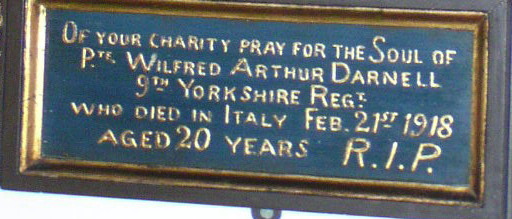 OF YOUR CHARITY PRAY FOR THE SOUL OF
PTE. WILFRED ARTHUR DARNELL
9TH YORKSHIRE REGT.
WHO DIED IN ITALY FEB. 21ST 1918
AGED 20 YEARS R.I.P.